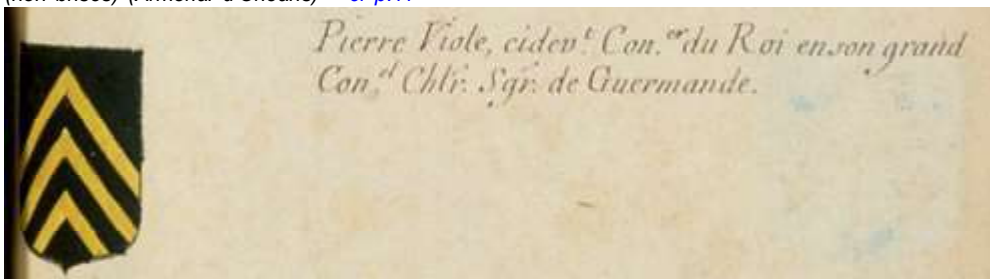 Pierre Viole, cidev.t Con.er du Roi en son grand
Con.el Chlr. Sgr. de Guermande.